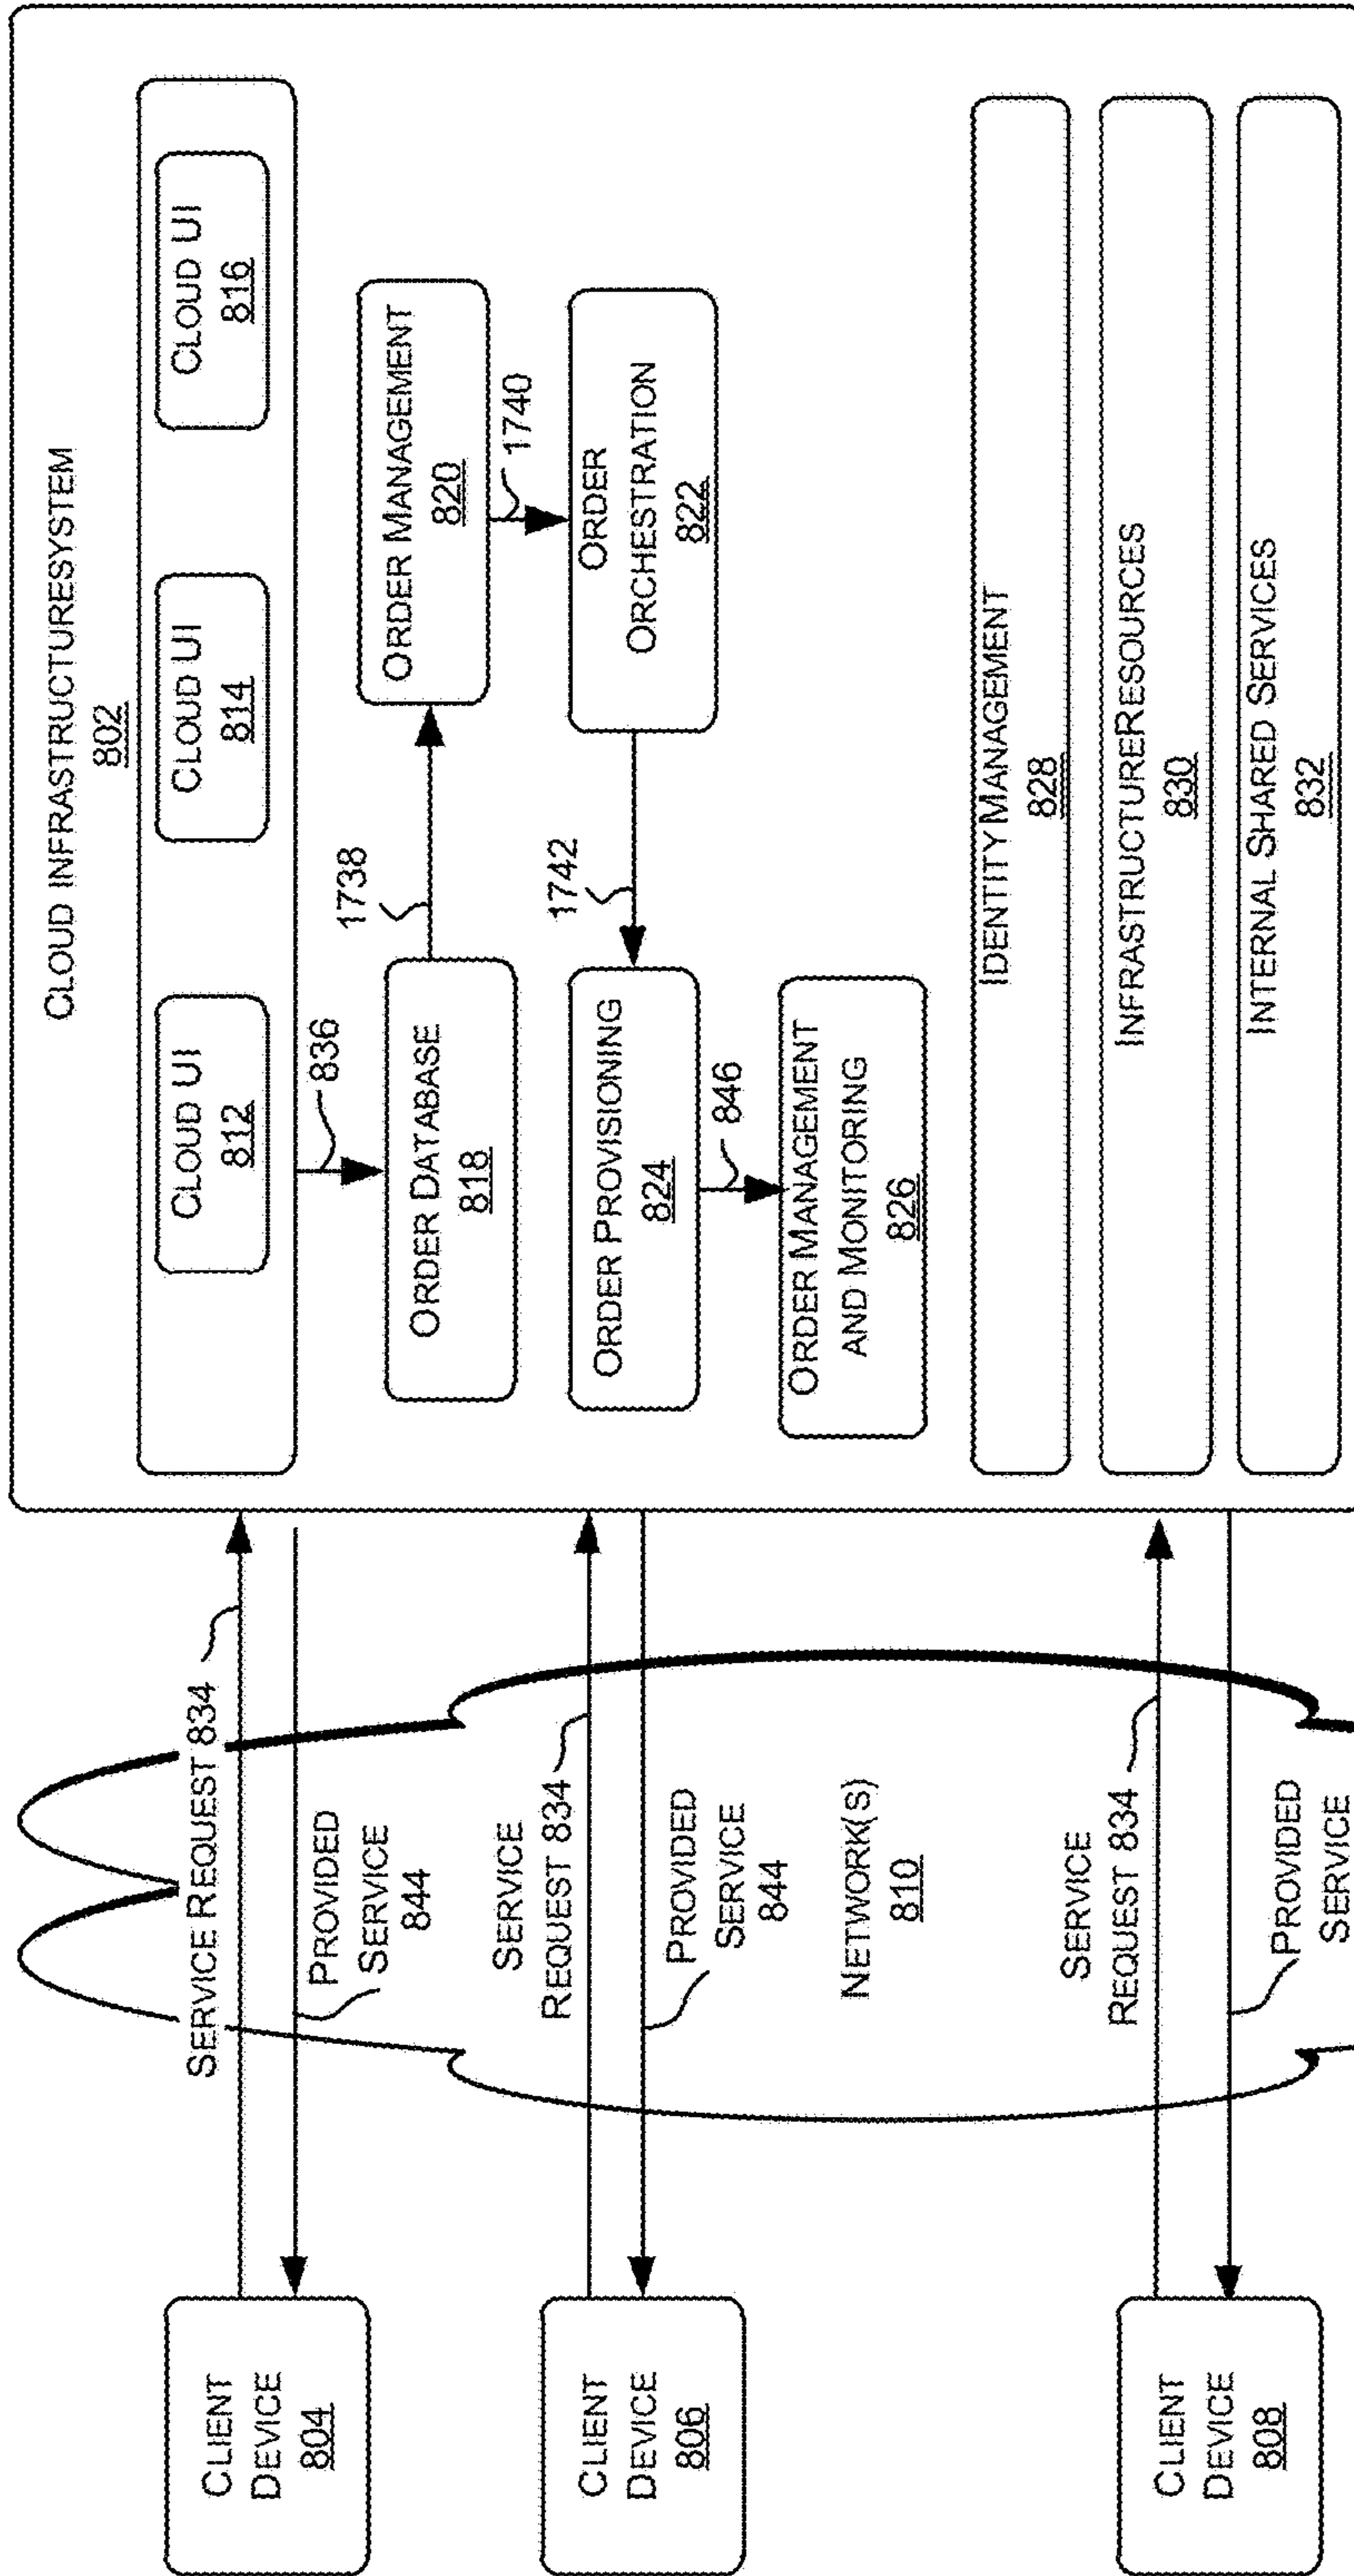 CLOUD INFRASTRUCTURESYSTEM
802
CLOUD UI
812
CLOUD UI
814
CLOUD UI
816
836
ORDER DATABASE
818
1738
ORDER MANAGEMENT
820
1740
ORDER
ORCHESTRATION
822
1742
ORDER PROVISIONING
824
846
ORDER MANAGEMENT
AND MONITORING
826
IDENTITY MANAGEMENT
828
INFRASTRUCTURERESOURCES
830
INTERNAL SHARED SERVICES
832
CLIENT
DEVICE
804
SERVICE REQUEST 834
PROVIDED
SERVICE
844
CLIENT
DEVICE
806
SERVICE
REQUEST 834
PROVIDED
SERVICE
844
NETWORK(S)
810
CLIENT
DEVICE
808
SERVICE
REQUEST 834
PROVIDED
SERVICE